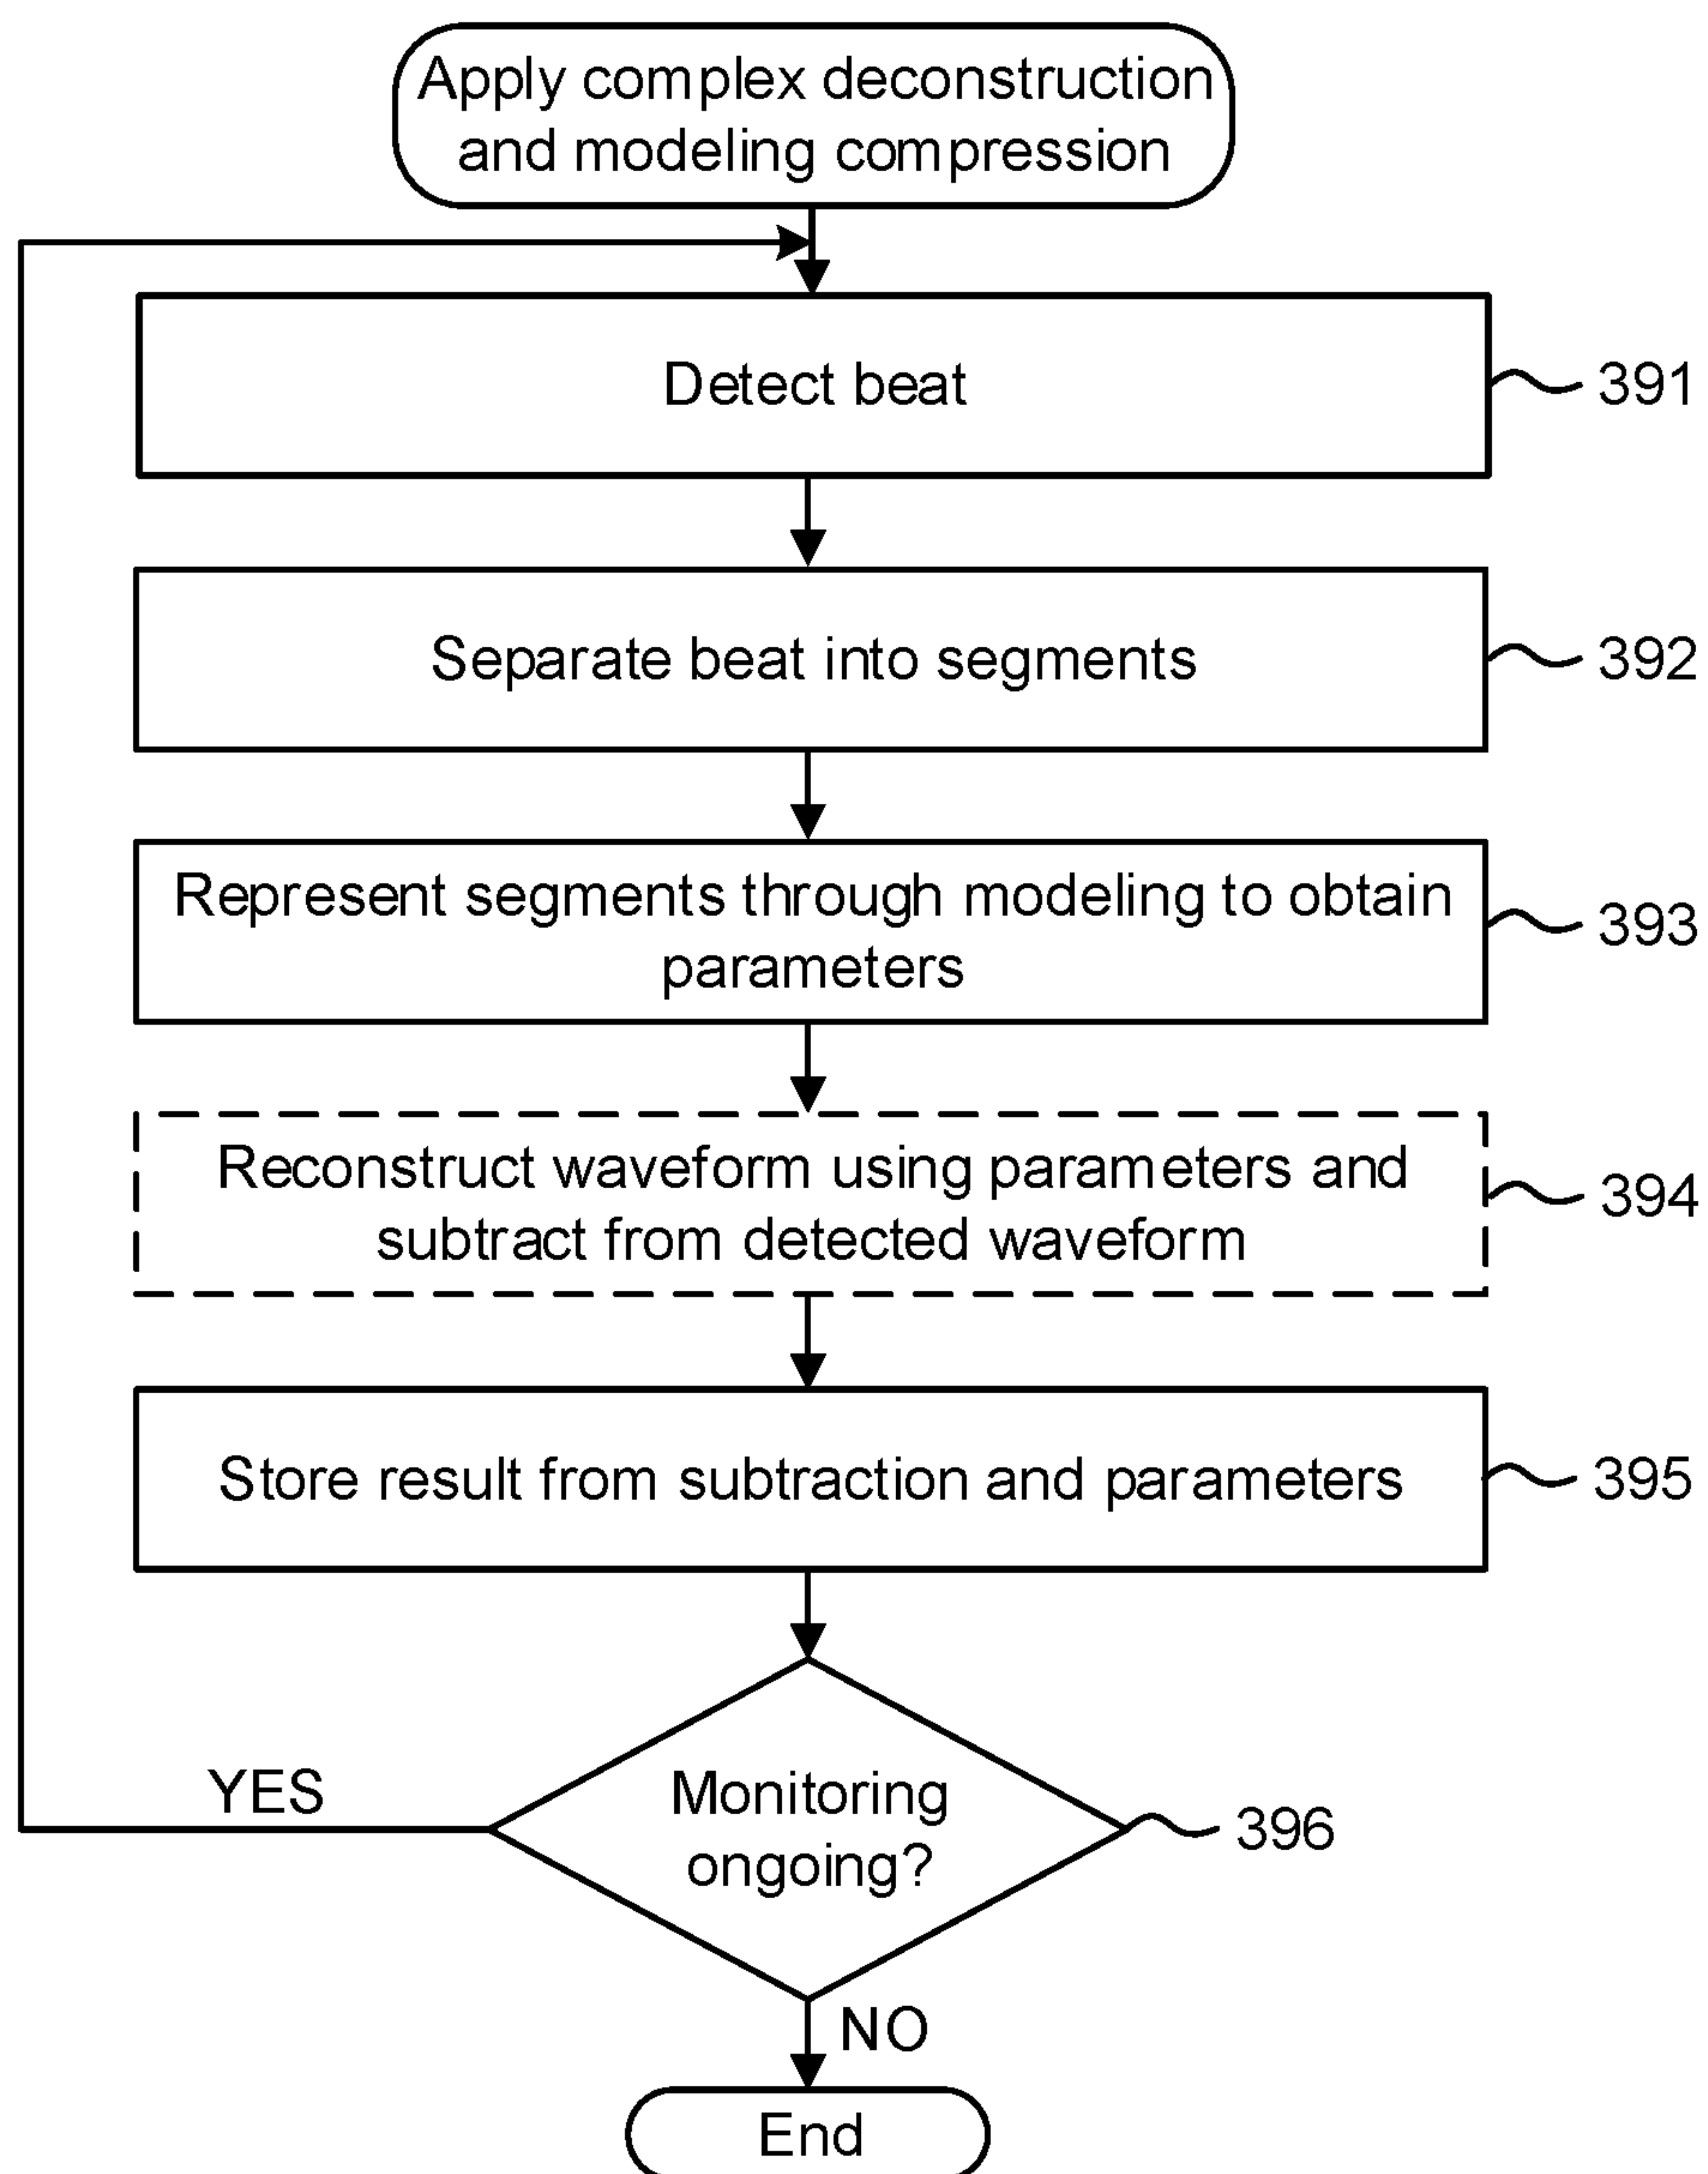 Apply complex deconstruction
and modeling compression
Detect beat
391
Separate beat into segments
392
Represent segments through modeling to obtain
parameters
393
Reconstruct waveform using parameters and
subtract from detected waveform
394
Store result from subtraction and parameters
395
YES
Monitoring
ongoing?
396
NO
End